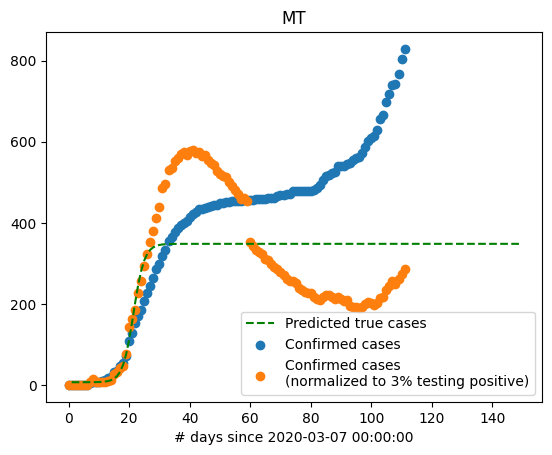 MT
800
600
400
200
0
Predicted true cases
Confirmed cases
Confirmed cases
(normalized to 3% testing positive)
0 20 40 60 80 100 120 140
# days since 2020-03-07 00:00:00